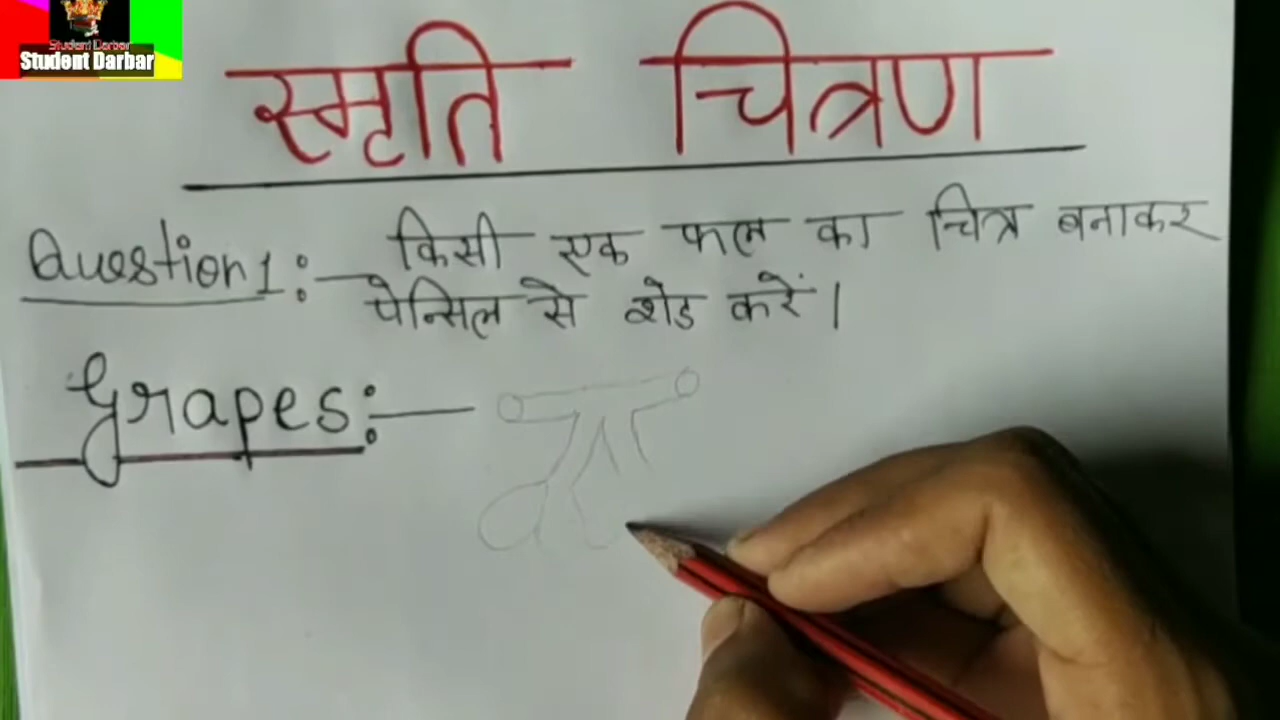 Student Darbar
Student Darbar
स्मृति चित्रण
Question 1:- किसी एक फल का चित्र बनाकर
पेन्सिल से शेड करें।
Grapes:-